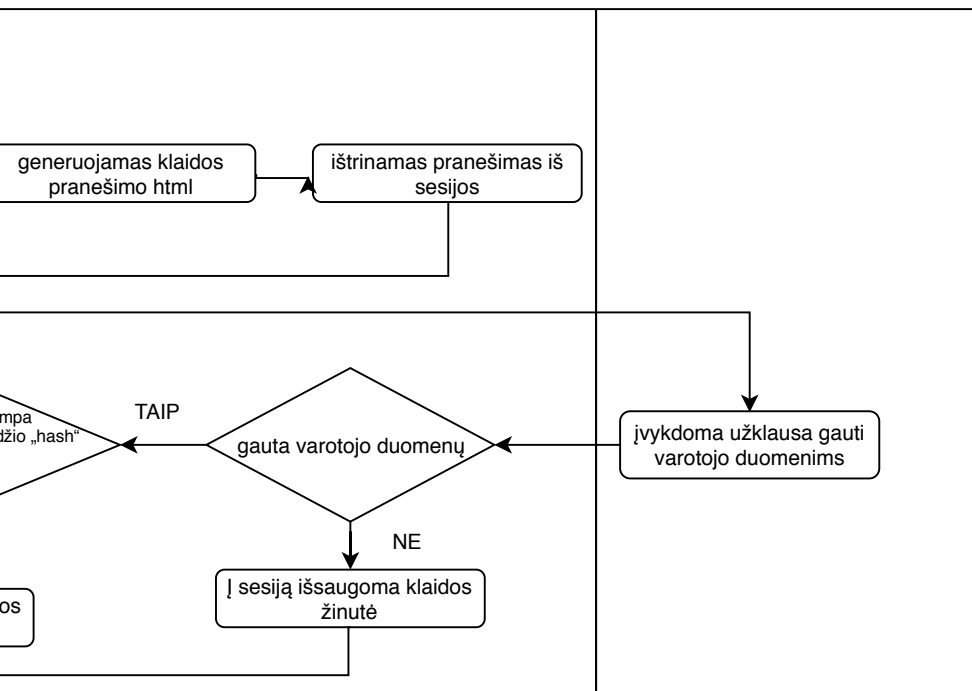 generuojamas klaidos
pranešimo html
ištrinamas pranešimas iš
sesijos
TAIP
„hash“
gauta varotojo duomenų
įvykdoma užklausa gauti
varotojo duomenims
NE
Į sesiją išsaugoma klaidos
žinutė